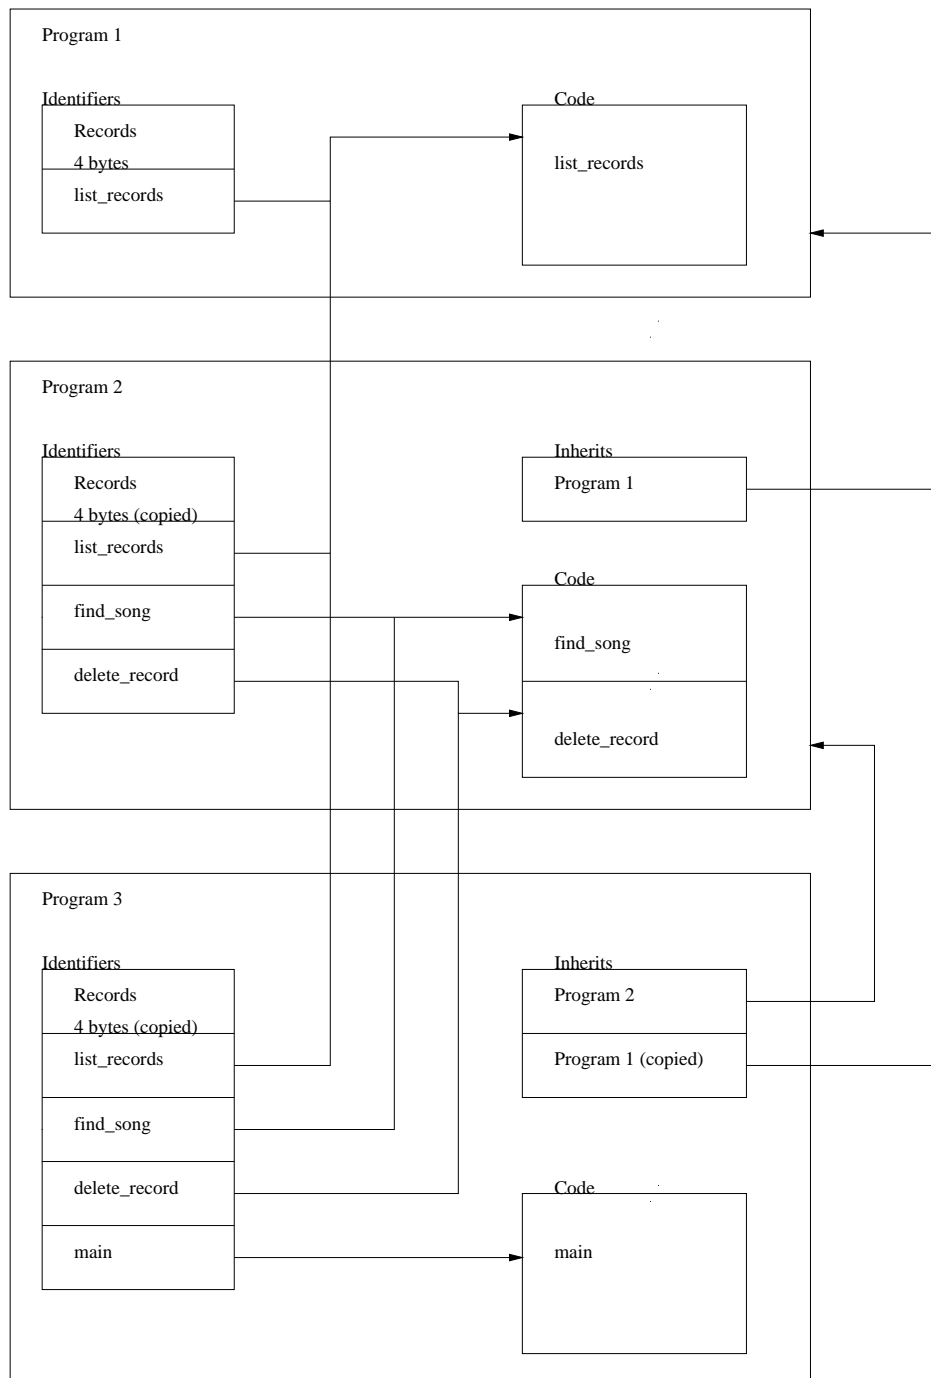 Program 1
Identifiers
Code
Records
4 bytes
list_records
list_records
Program 2
Identifiers
Inherits
Records
Program 1
4 bytes (copied)
list_records
Code
find_song
find_song
delete_record
delete_record
Program 3
Identifiers
Inherits
Records
Program 2
4 bytes (copied)
list_records
Program 1 (copied)
find_song
delete_record
Code
main
main